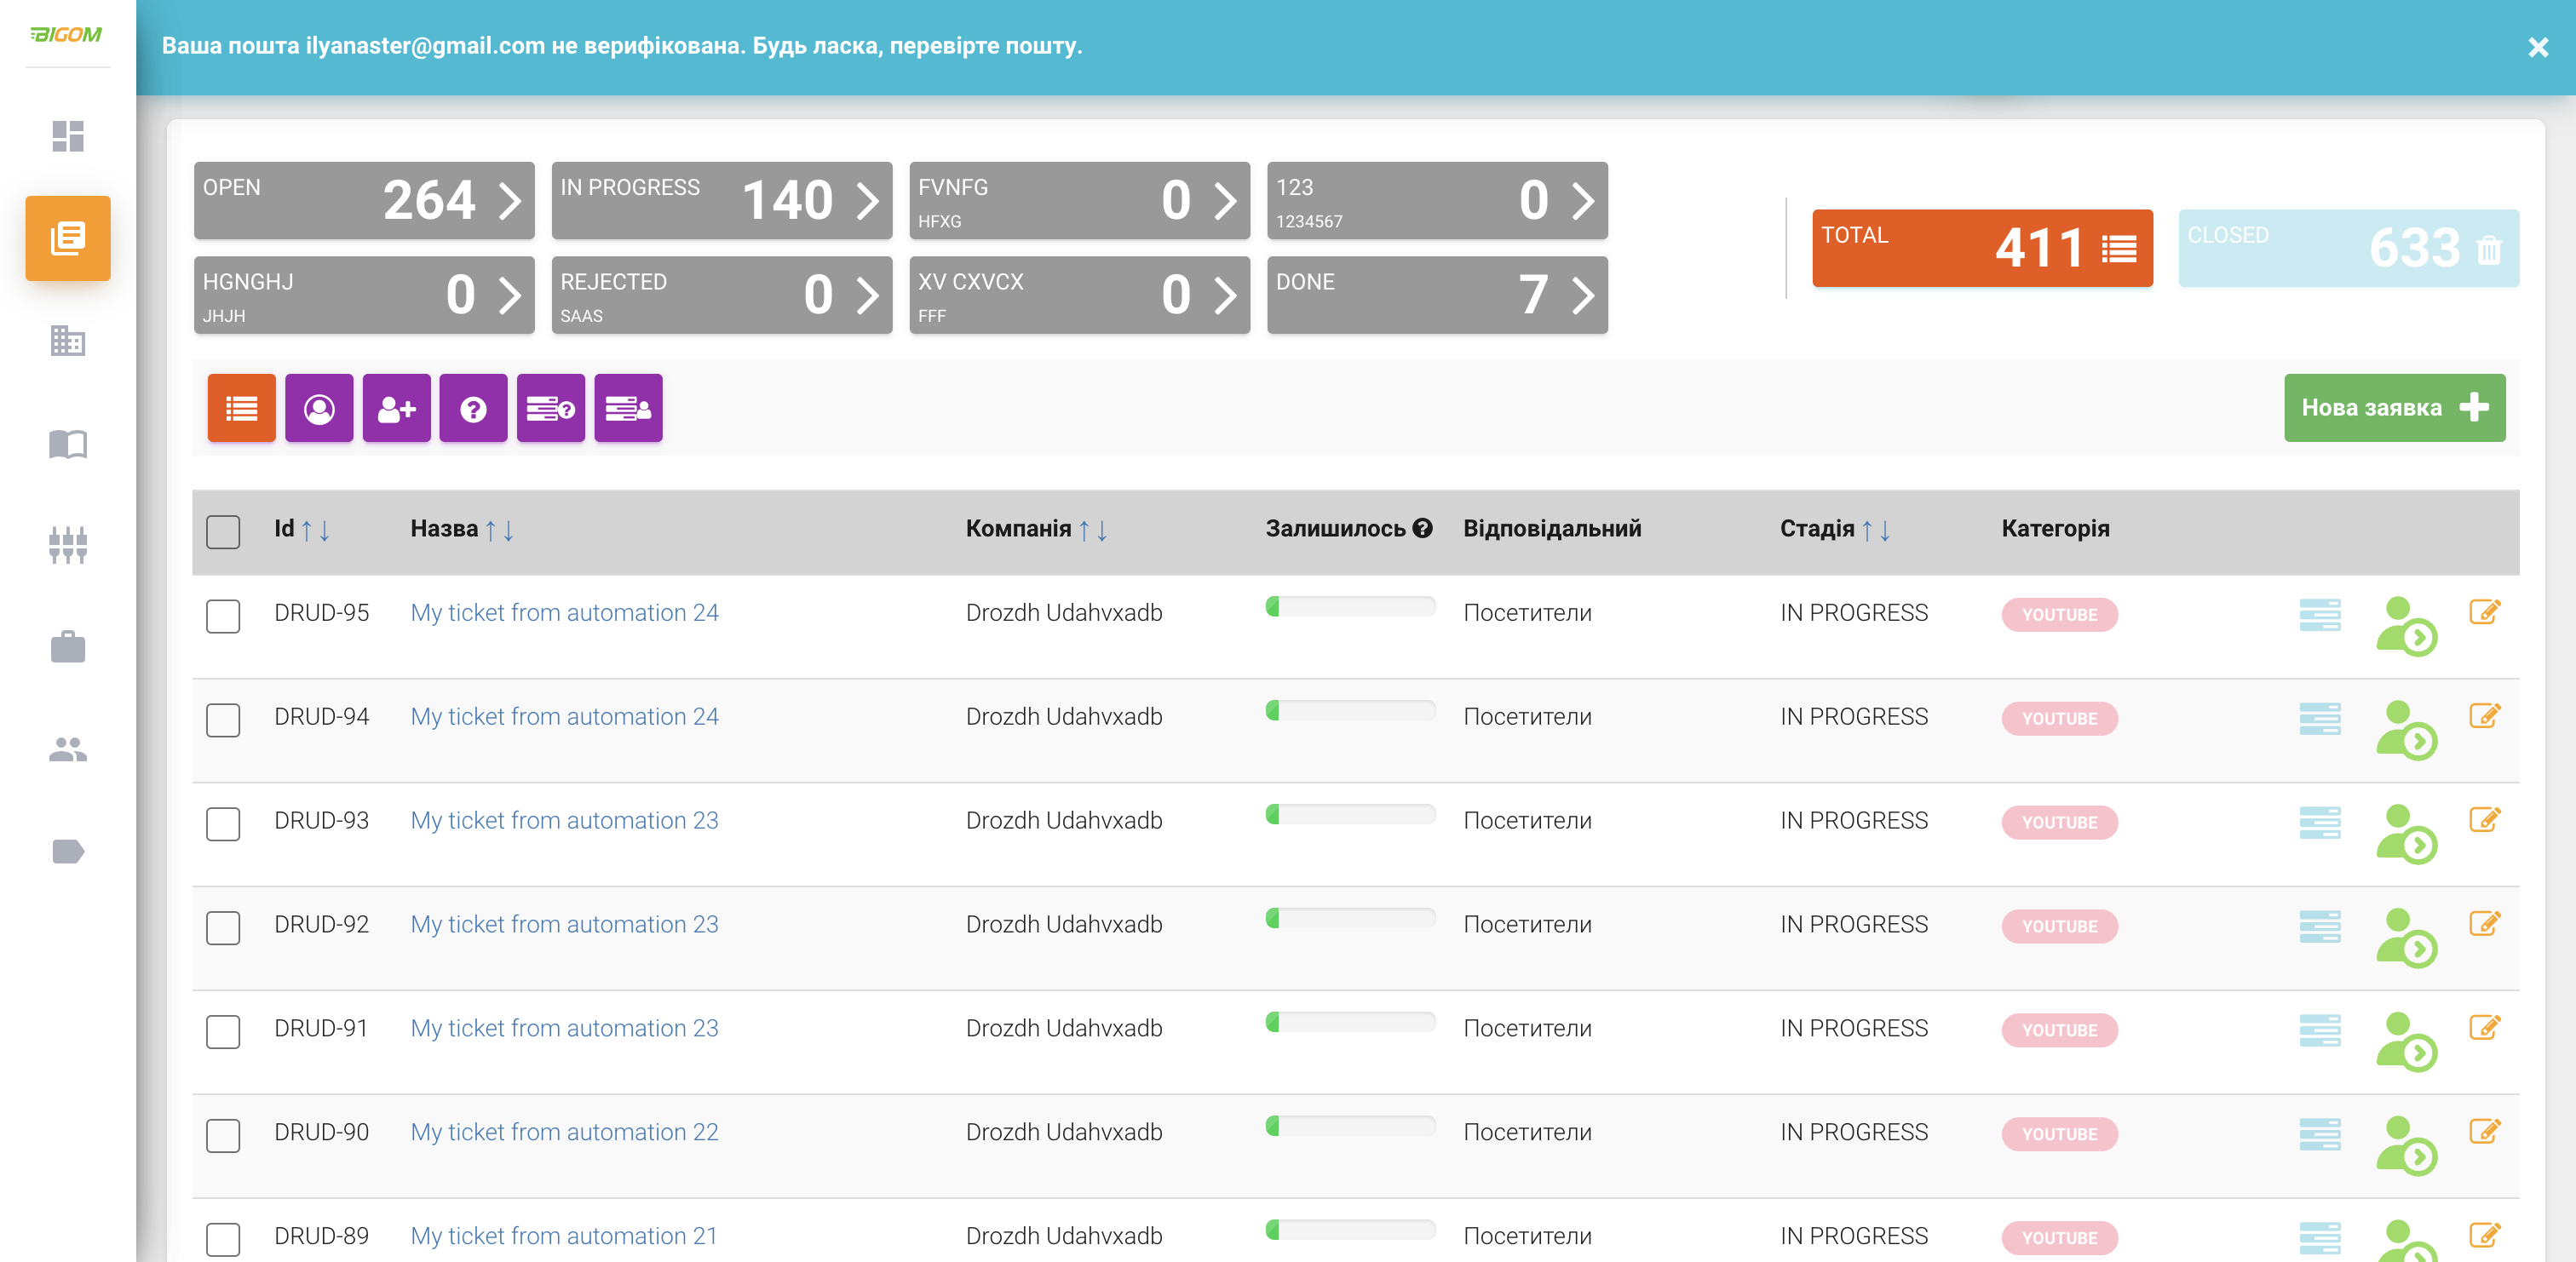 BIGOM
Ваша пошта ilyanaster@gmail.com не верифікована. Будь ласка, перевірте пошту.
OPEN 264
IN PROGRESS 140
FVNFG 0
HFXG
123 0
1234567
HGNGHJ 0
JHJH
REJECTED 0
SAAS
XV CXVCX 0
FFF
DONE 7
TOTAL 411
CLOSED 633
Нова заявка
Id Назва Компанія Залишилось Відповідальний Стадія Категорія
DRUD-95 My ticket from automation 24 Drozdh Udahvxadb Посетители IN PROGRESS YOUTUBE
DRUD-94 My ticket from automation 24 Drozdh Udahvxadb Посетители IN PROGRESS YOUTUBE
DRUD-93 My ticket from automation 23 Drozdh Udahvxadb Посетители IN PROGRESS YOUTUBE
DRUD-92 My ticket from automation 23 Drozdh Udahvxadb Посетители IN PROGRESS YOUTUBE
DRUD-91 My ticket from automation 23 Drozdh Udahvxadb Посетители IN PROGRESS YOUTUBE
DRUD-90 My ticket from automation 22 Drozdh Udahvxadb Посетители IN PROGRESS YOUTUBE
DRUD-89 My ticket from automation 21 Drozdh Udahvxadb Посетители IN PROGRESS YOUTUBE